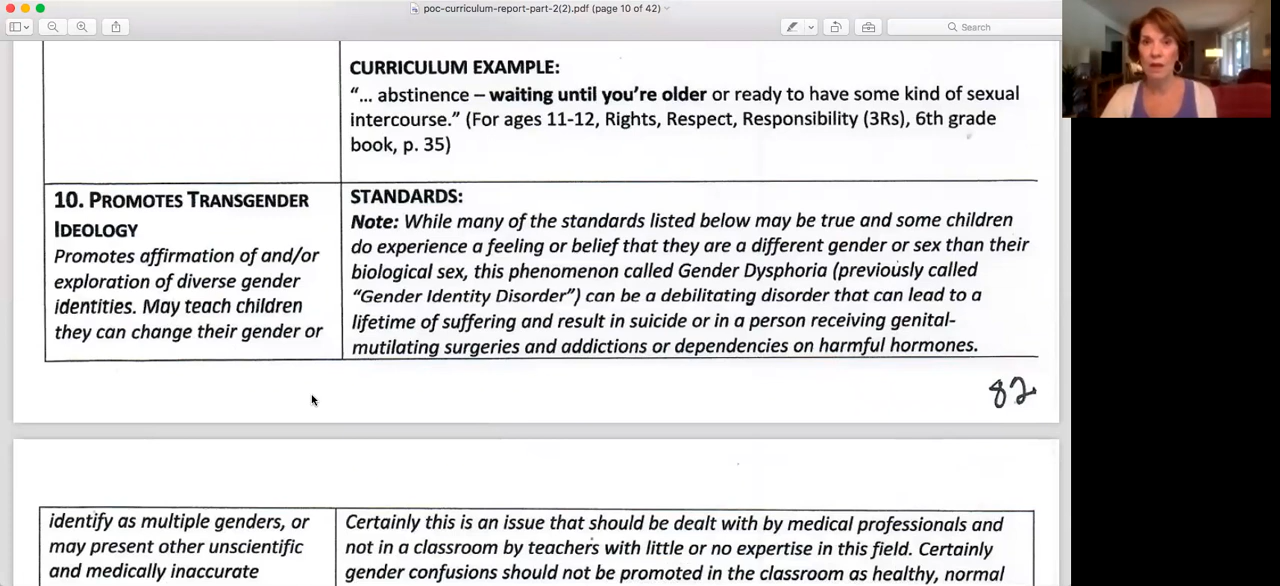 poc-curriculum-report-part-2(2).pdf (page 10 of 42)
Search
CURRICULUM EXAMPLE:
“… abstinence – waiting until you’re older or ready to have some kind of sexual
intercourse.” (For ages 11-12, Rights, Respect, Responsibility (3Rs), 6th grade
book, p. 35)
10. PROMOTES TRANSGENDER
IDEOLOGY
Promotes affirmation of and/or
exploration of diverse gender
identities. May teach children
they can change their gender or
STANDARDS:
Note: While many of the standards listed below may be true and some children
do experience a feeling or belief that they are a different gender or sex than their
biological sex, this phenomenon called Gender Dysphoria (previously called
“Gender Identity Disorder”) can be a debilitating disorder that can lead to a
lifetime of suffering and result in suicide or in a person receiving genital-
mutilating surgeries and addictions or dependencies on harmful hormones.
82
identify as multiple genders, or
may present other unscientific
and medically inaccurate
Certainly this is an issue that should be dealt with by medical professionals and
not in a classroom by teachers with little or no expertise in this field. Certainly
gender confusions should not be promoted in the classroom as healthy, normal